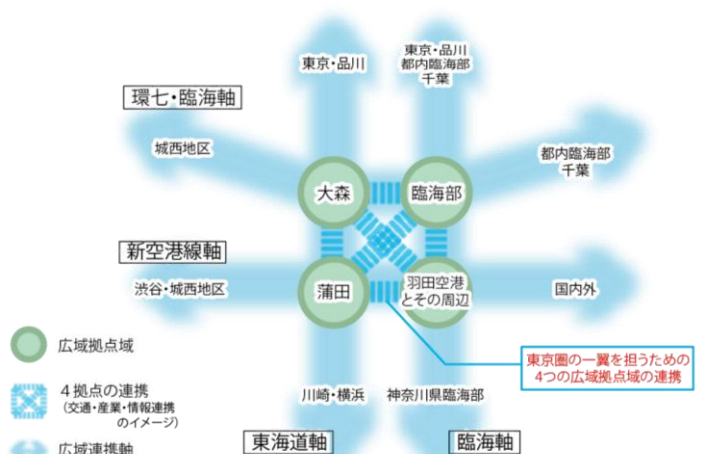 東京・品川
東京・品川
都内臨海部
千葉
環七・臨海軸
城西地区
都内臨海部
千葉
大森
臨海部
新空港線軸
渋谷・城西地区
蒲田
羽田空港
とその周辺
国内外
広域拠点域
４拠点の連携
（交通・産業・情報連携
のイメージ）
広域連携軸
東京圏の一翼を担うための
4つの広域拠点域の連携
川崎・横浜
神奈川県臨海部
東海道軸
臨海軸